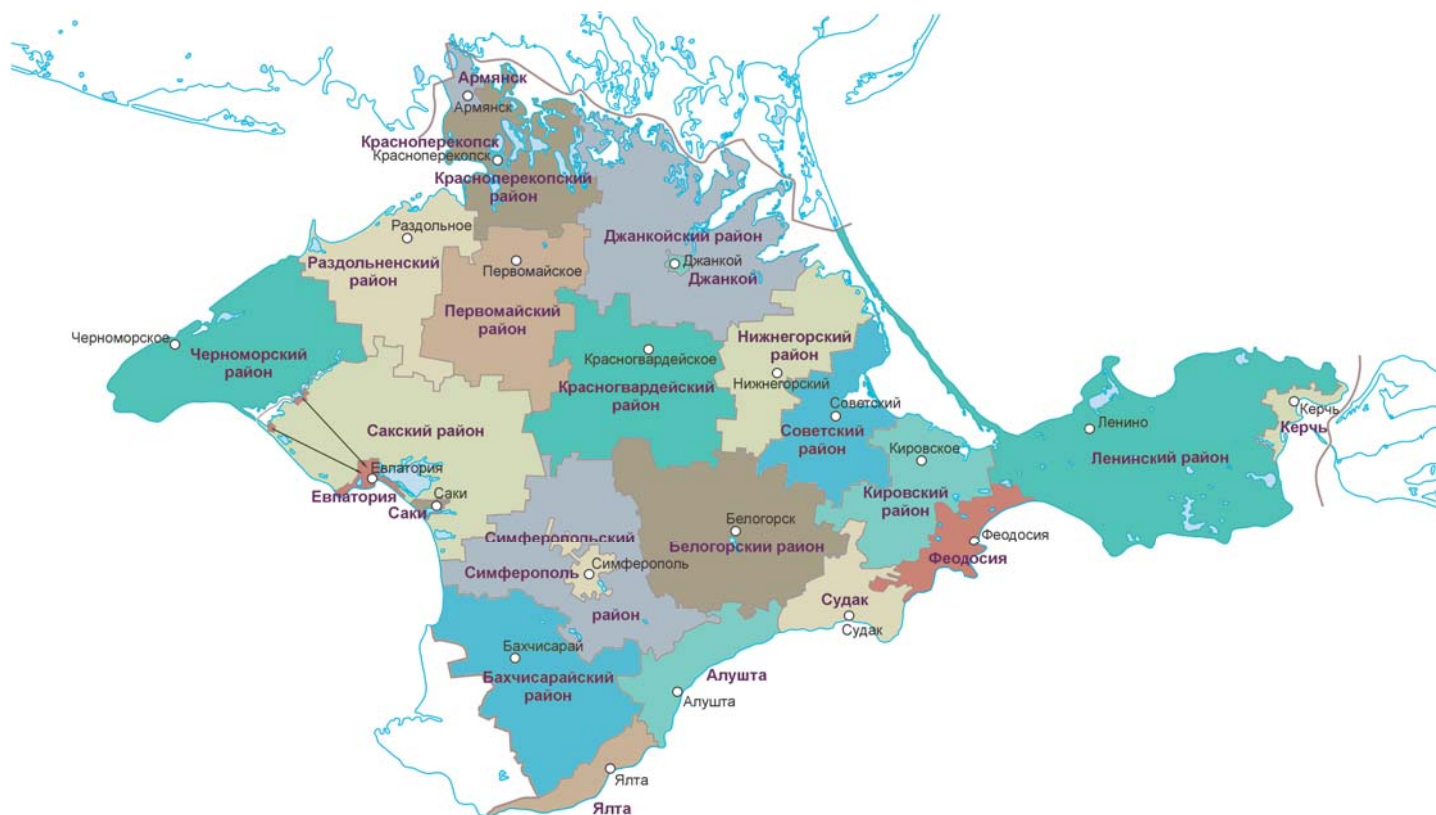 Армянск
Армянск
Красноперекопск
Красноперекопск
Красноперекопский
район
Раздольное
Джанкойский район
Джанкой
Джанкой
Раздольненский
район
Первомайское
Первомайский
район
Черноморское
Черноморский
район
Нижнегорский
район
Нижнегорский
Красногвардейское
Красногвардейский
район
Советский
Советский
район
Сакский район
Керчь
Керчь
Ленино
Ленинский район
Кировское
Кировский
район
Евпатория
Евпатория
Саки
Саки
Белогорск
Белогорский район
Симферопольский
Симферополь
Симферополь
район
Феодосия
Феодосия
Судак
Судак
Бахчисарай
Бахчисарайский
район
Алушта
Алушта
Ялта
Ялта